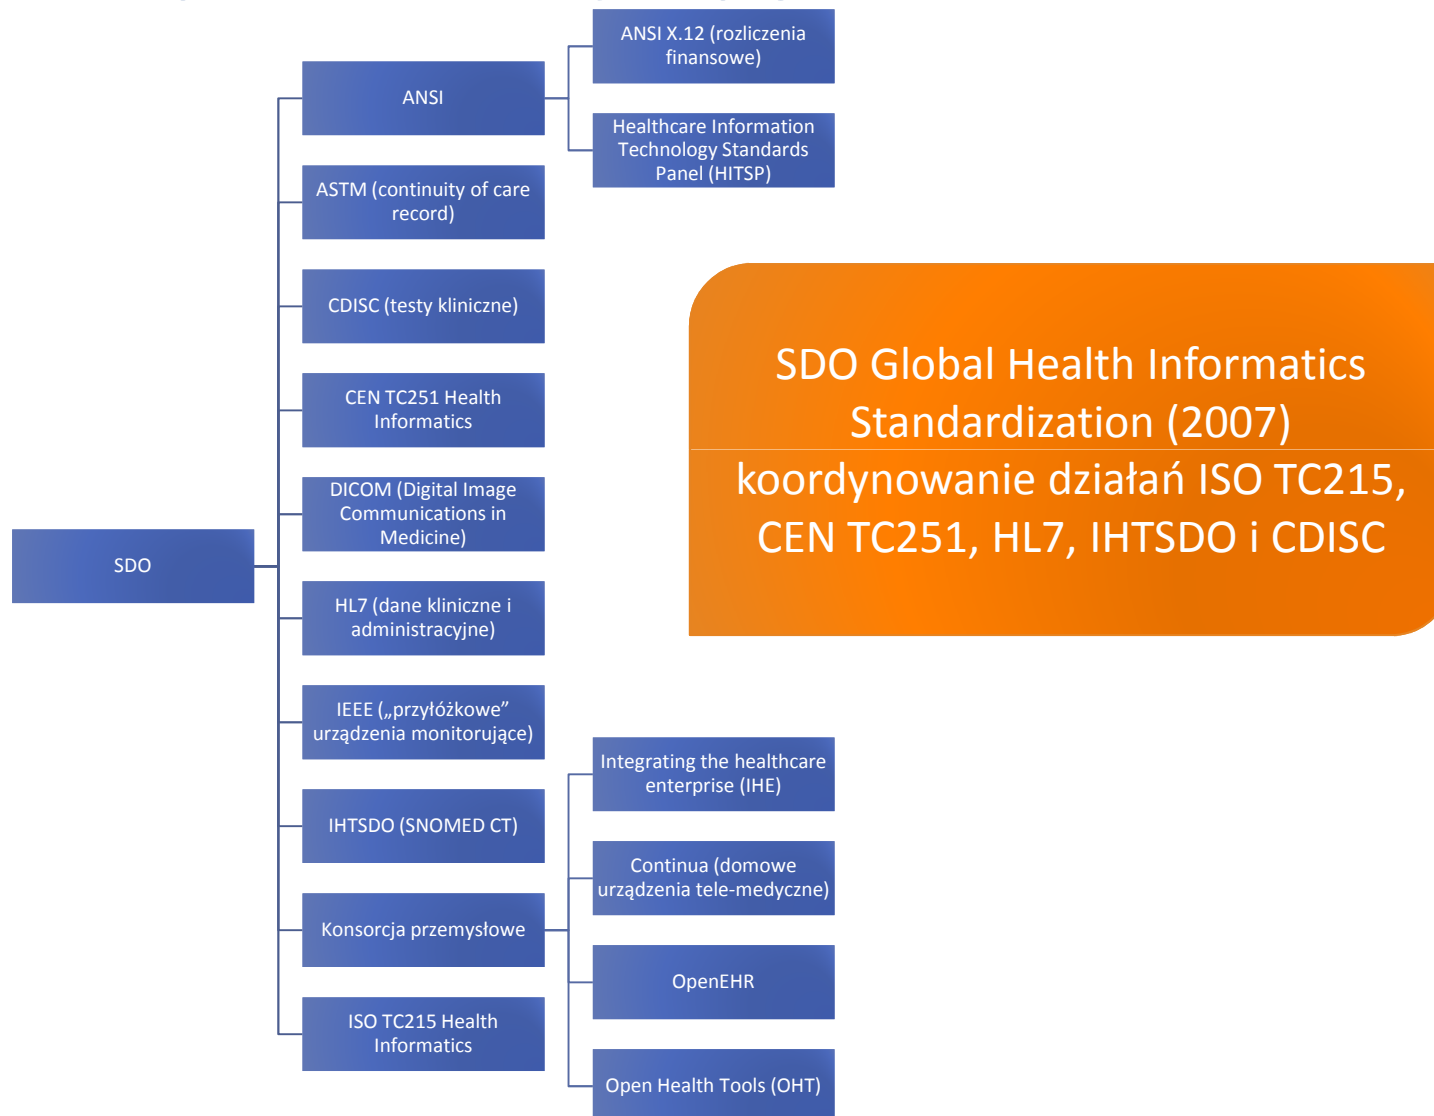 ANSI X.12 (rozliczenia
finansowe)
ANSI
Healthcare Information
Technology Standards
Panel (HITSP)
ASTM (continuity of care
record)
CDISC (testy kliniczne)
CEN TC251 Health
Informatics
DICOM (Digital Image
Communications in
Medicine)
SDO
HL7 (dane kliniczne i
administracyjne)
IEEE („przyłóżkowe”
urządzenia monitorujące)
IHTSDO (SNOMED CT)
Konsorcja przemysłowe
Integrating the healthcare
enterprise (IHE)
Continua (domowe
urządzenia tele-medyczne)
OpenEHR
Open Health Tools (OHT)
ISO TC215 Health
Informatics
SDO Global Health Informatics
Standardization (2007)
koordynowanie działań ISO TC215,
CEN TC251, HL7, IHTSDO i CDISC